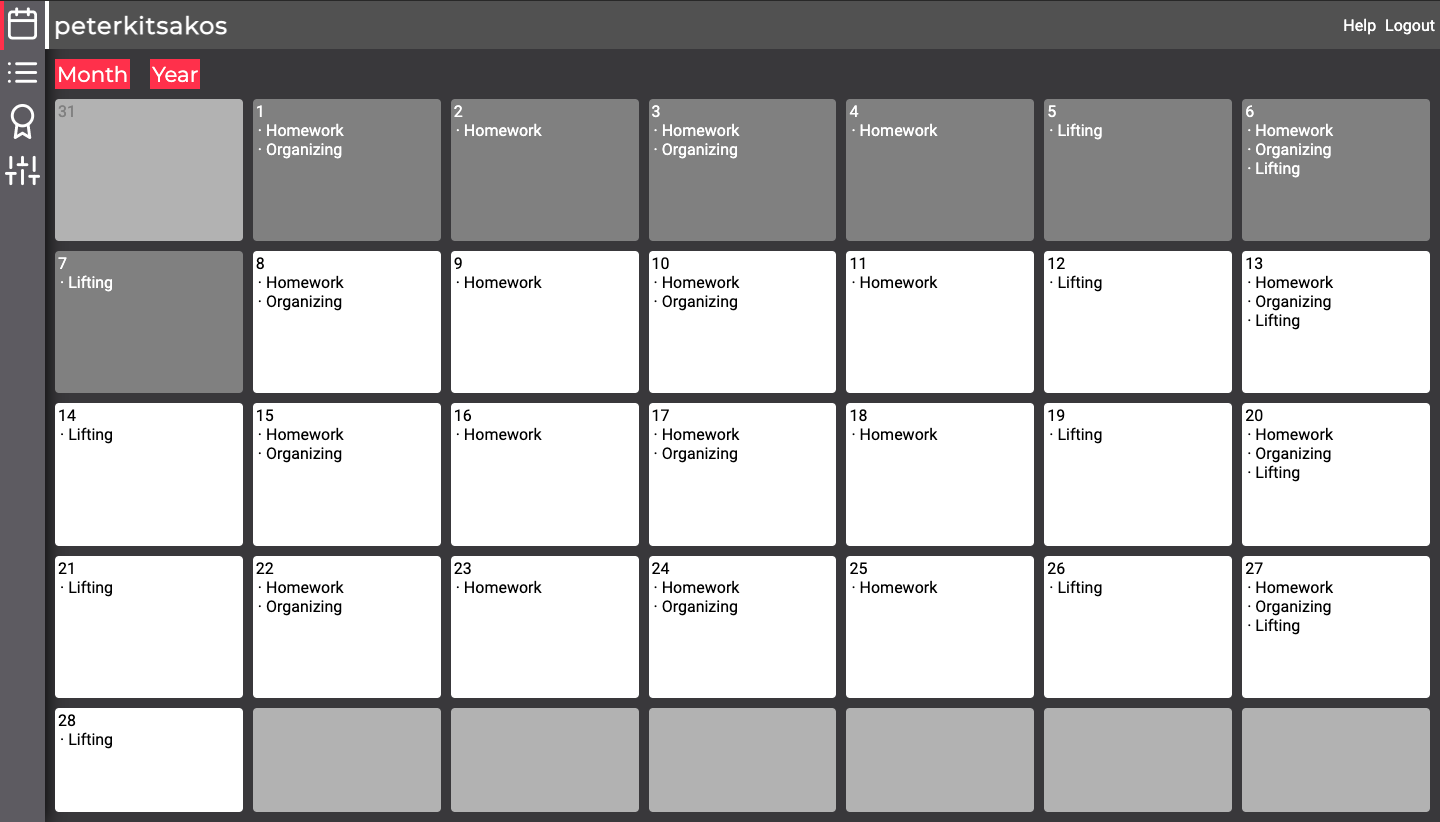 peterkitsakos
Help Logout
Month Year
31
1
· Homework
· Organizing
2
· Homework
3
· Homework
· Organizing
4
· Homework
5
· Lifting
6
· Homework
· Organizing
· Lifting
7
· Lifting
8
· Homework
· Organizing
9
· Homework
10
· Homework
· Organizing
11
· Homework
12
· Lifting
13
· Homework
· Organizing
· Lifting
14
· Lifting
15
· Homework
· Organizing
16
· Homework
17
· Homework
· Organizing
18
· Homework
19
· Lifting
20
· Homework
· Organizing
· Lifting
21
· Lifting
22
· Homework
· Organizing
23
· Homework
24
· Homework
· Organizing
25
· Homework
26
· Lifting
27
· Homework
· Organizing
· Lifting
28
· Lifting